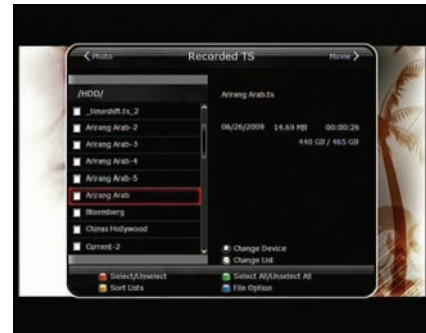 Photo
Recorded TS
Movie
/HDD/
_timeshift.ts_2
Arirang Arab-2
Arirang Arab-3
Arirang Arab-4
Arirang Arab-5
Arirang Arab
Bloomberg
Chinas Hollywood
Current-2
Arirang Arab.ts
06/26/2009 14.69 MB 00:00:26
440 GB / 465 GB
Change Device
Change List
Select/Unselect
Select All/Unselect All
Sort Lists
File Option